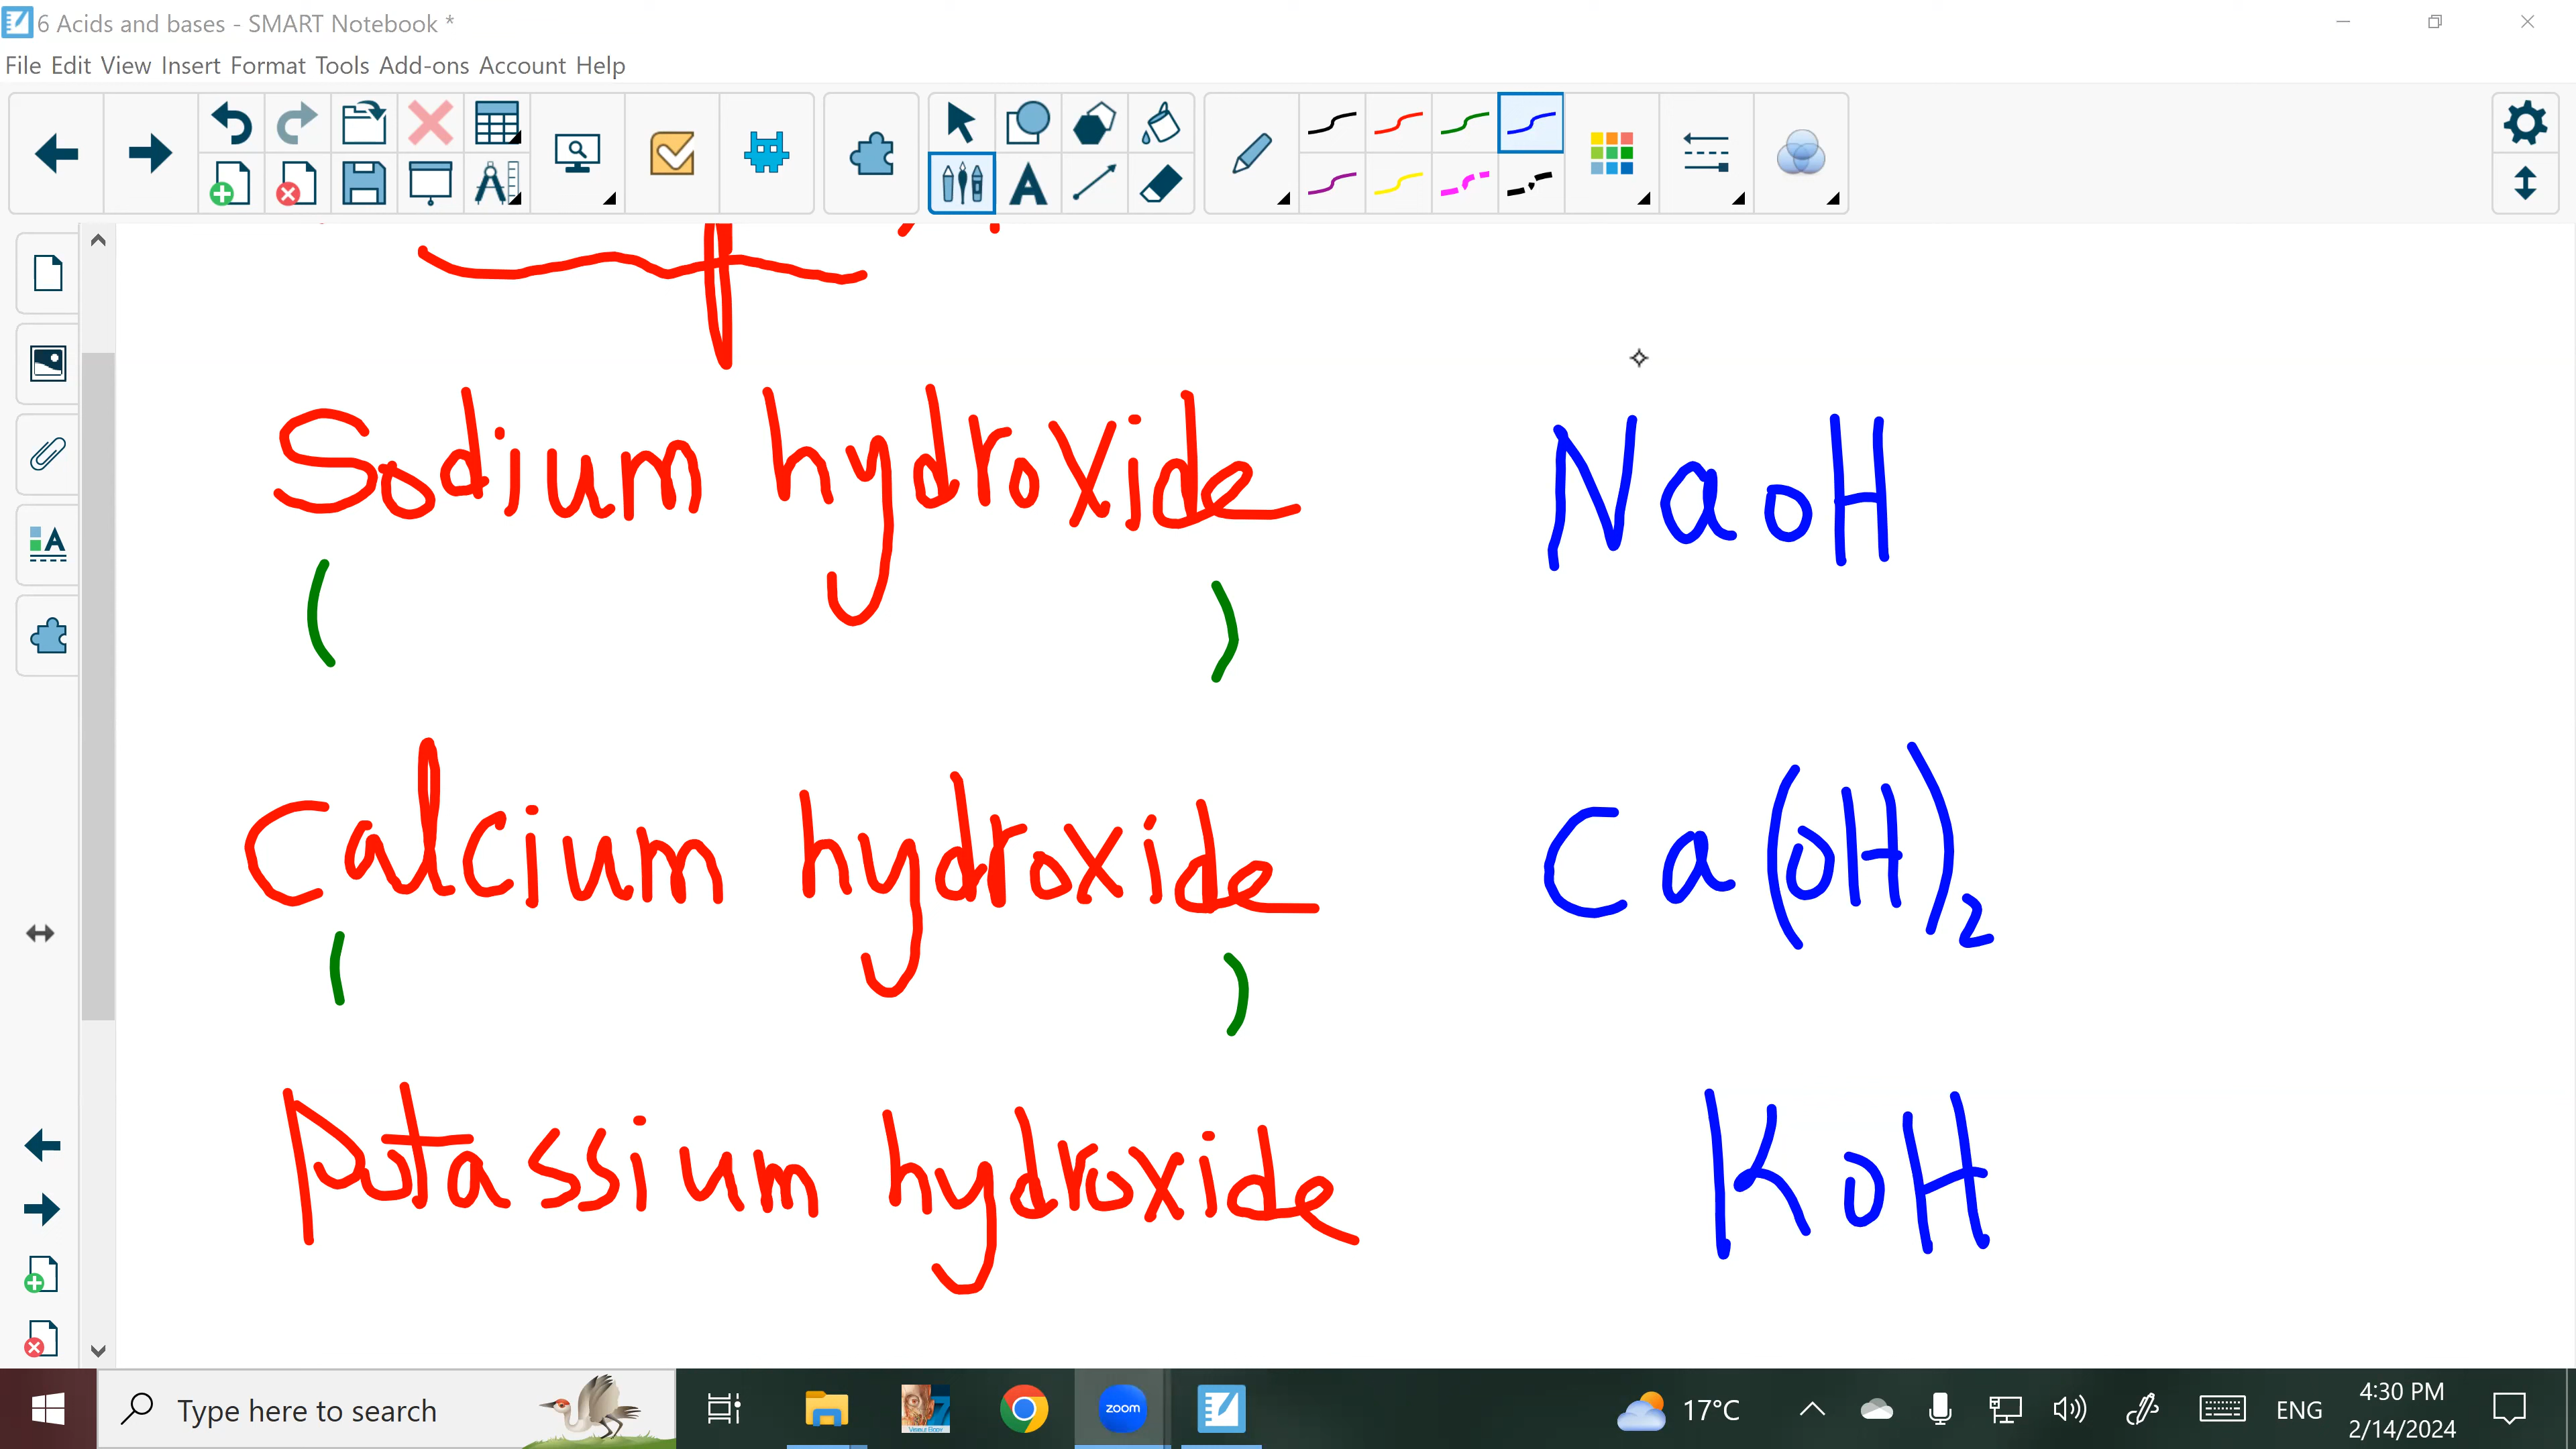 6 Acids and bases - SMART Notebook *
File Edit View Insert Format Tools Add-ons Account Help
Sodium hydroxide NaOH
( )
Calcium hydroxide Ca(OH)2
( )
Potassium hydroxide KOH
Type here to search
zoom
17°C
ENG
4:30 PM
2/14/2024